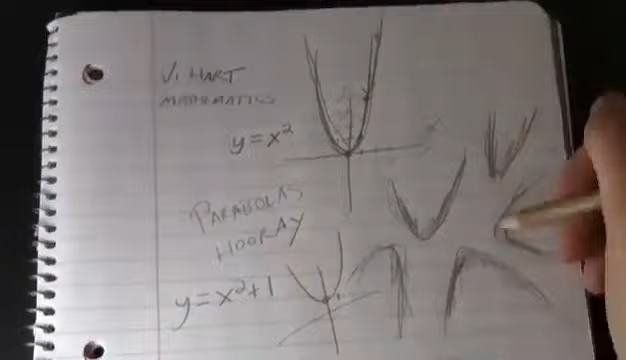 Vi HART
MATHEMATICS
y=x²
PARABOLAS
HOORAY
y=x²+1